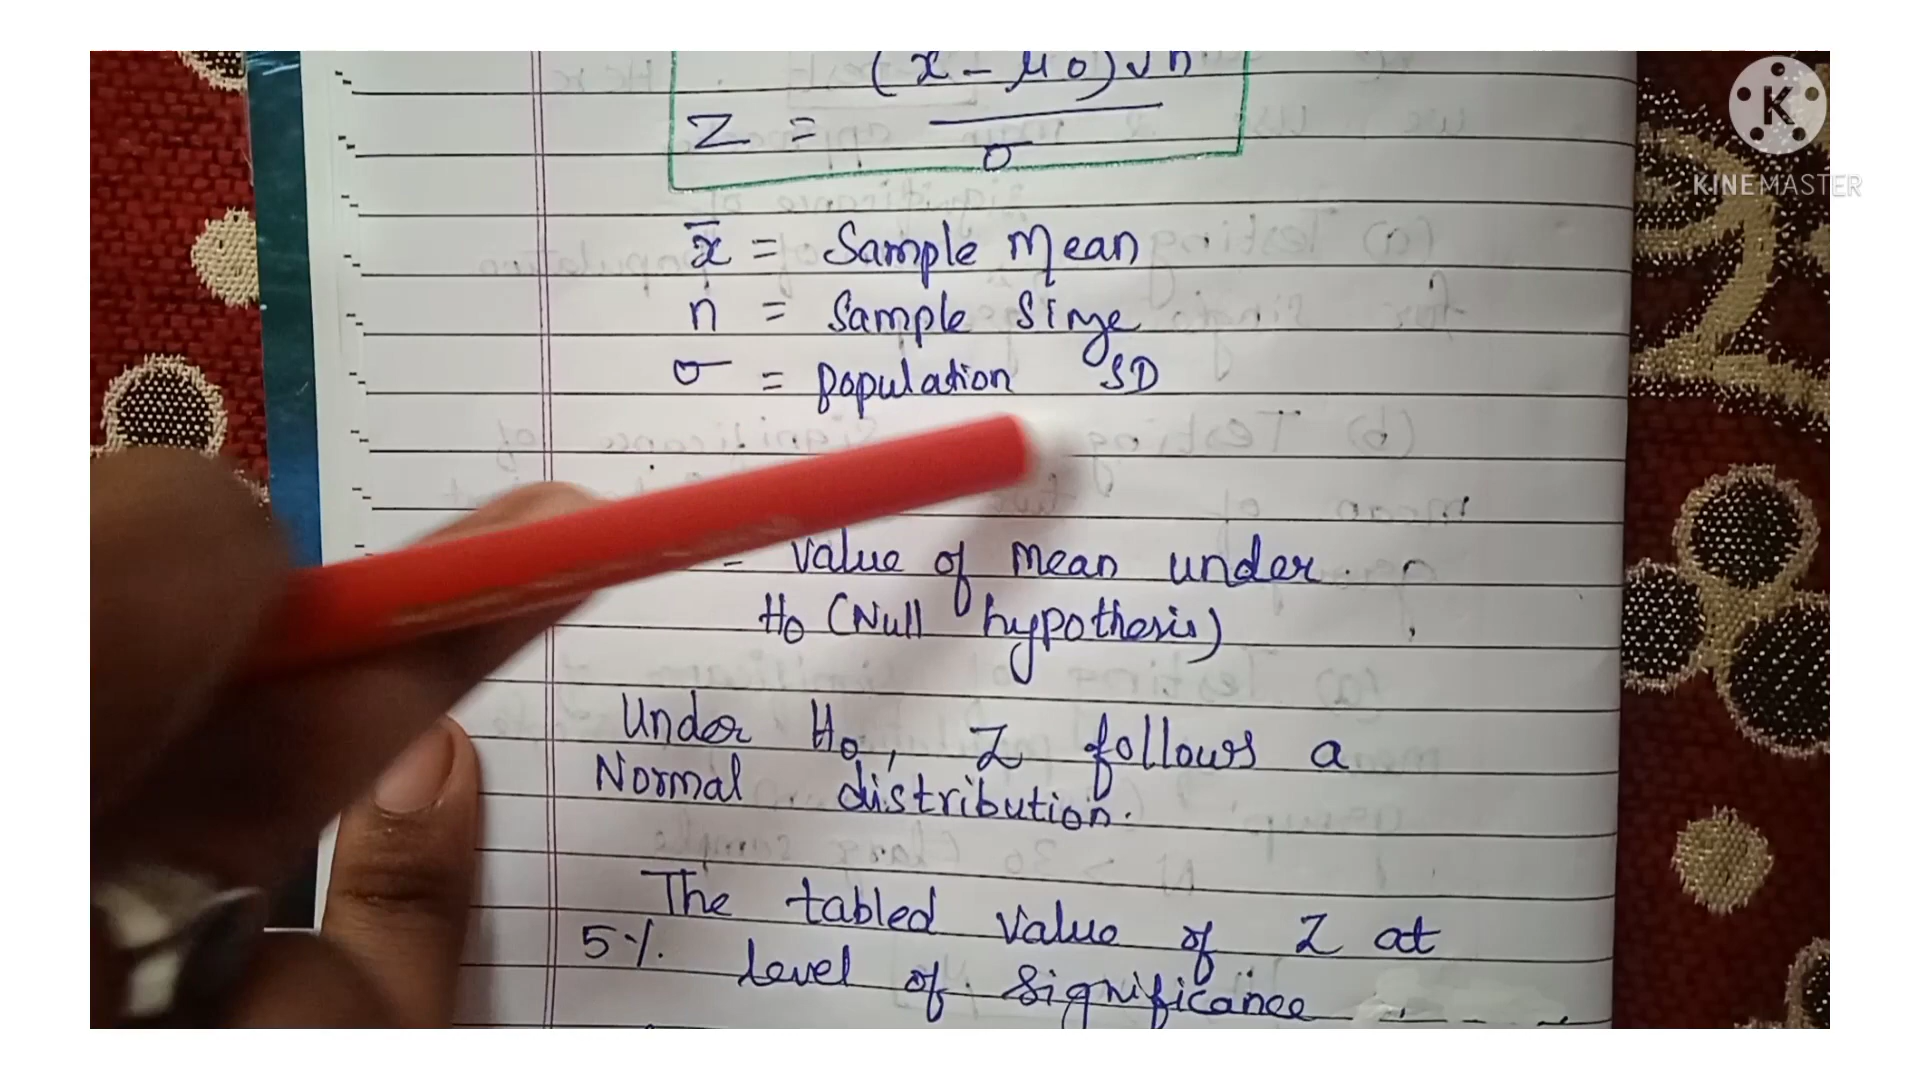 (x̄ - μ0)√n
Z = 
σ
x̄ = Sample Mean
n = Sample Size
σ = population SD
= Value of mean under
H0 (Null hypothesis)
Under H0, Z follows a
Normal distribution.
The tabled value of Z at
5% level of significance
K
KINEMASTER